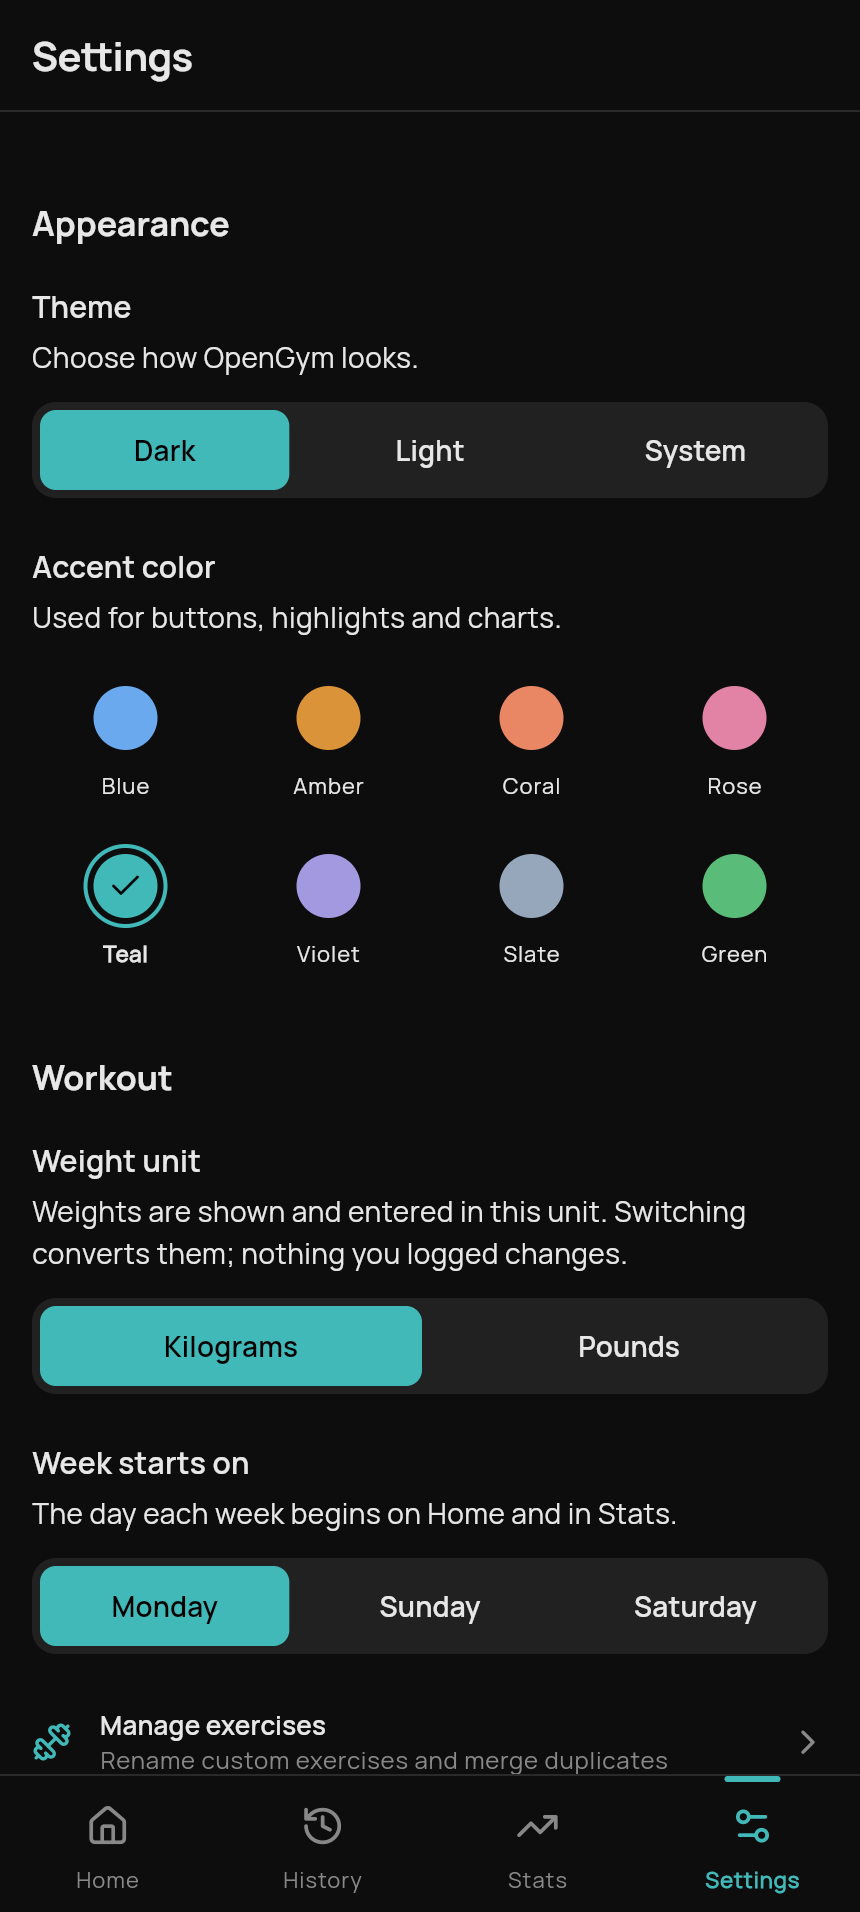 Settings
Appearance
Theme
Choose how OpenGym looks.
Dark Light System
Accent color
Used for buttons, highlights and charts.
Blue Amber Coral Rose
Teal Violet Slate Green
Workout
Weight unit
Weights are shown and entered in this unit. Switching
converts them; nothing you logged changes.
Kilograms Pounds
Week starts on
The day each week begins on Home and in Stats.
Monday Sunday Saturday
Manage exercises
Rename custom exercises and merge duplicates
Home History Stats Settings